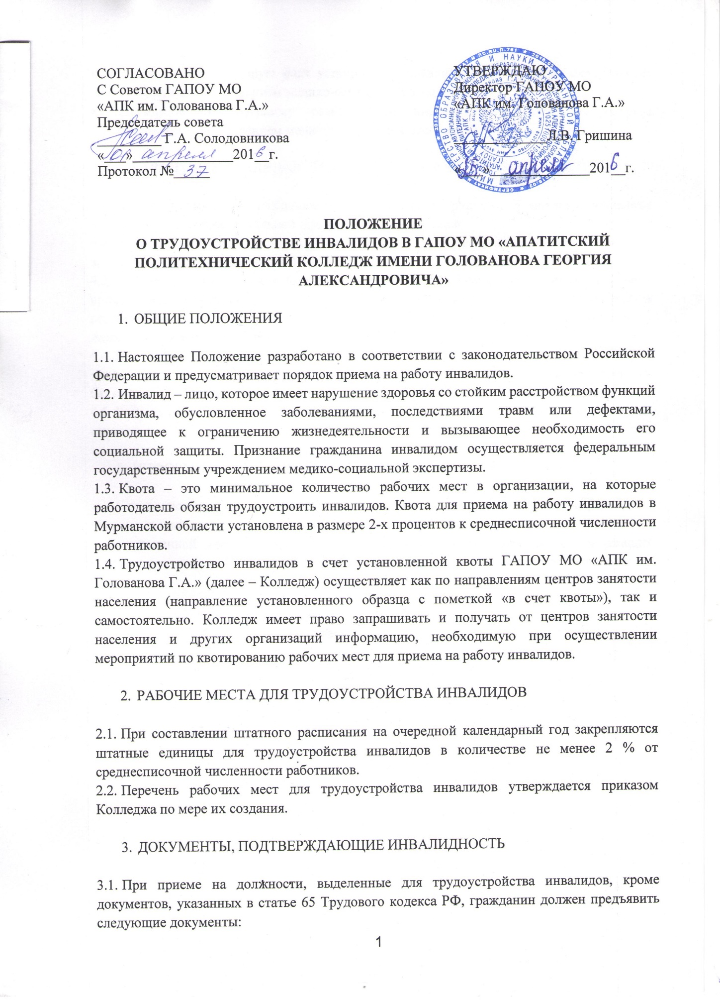 СОГЛАСОВАНО
С Советом ГАПОУ МО
«АПК им. Голованова Г.А.»
Председатель совета
_________Г.А. Солодовникова
«___»_апреля_2016_г.
Протокол №_37_
УТВЕРЖДАЮ
Директор ГАПОУ МО
«АПК им. Голованова Г.А.»
_____________Л.В. Гришина
«___»_апреля_2016_г.
ПОЛОЖЕНИЕ
О ТРУДОУСТРОЙСТВЕ ИНВАЛИДОВ В ГАПОУ МО «АПАТИТСКИЙ
ПОЛИТЕХНИЧЕСКИЙ КОЛЛЕДЖ ИМЕНИ ГОЛОВАНОВА ГЕОРГИЯ
АЛЕКСАНДРОВИЧА»
1. ОБЩИЕ ПОЛОЖЕНИЯ
1.1. Настоящее Положение разработано в соответствии с законодательством Российской
Федерации и предусматривает порядок приема на работу инвалидов.
1.2. Инвалид – лицо, которое имеет нарушение здоровья со стойким расстройством функций
организма, обусловленное заболеваниями, последствиями травм или дефектами,
приводящее к ограничению жизнедеятельности и вызывающее необходимость его
социальной защиты. Признание гражданина инвалидом осуществляется федеральным
государственным учреждением медико-социальной экспертизы.
1.3. Квота – это минимальное количество рабочих мест в организации, на которые
работодатель обязан трудоустроить инвалидов. Квота для приема на работу инвалидов в
Мурманской области установлена в размере 2-х процентов к среднесписочной численности
работников.
1.4. Трудоустройство инвалидов в счет установленной квоты ГАПОУ МО «АПК им.
Голованова Г.А.» (далее – Колледж) осуществляет как по направлениям центров занятости
населения (направление установленного образца с пометкой «в счет квоты»), так и
самостоятельно. Колледж имеет право запрашивать и получать от центров занятости
населения и других организаций информацию, необходимую при осуществлении
мероприятий по квотированию рабочих мест для приема на работу инвалидов.
2. РАБОЧИЕ МЕСТА ДЛЯ ТРУДОУСТРОЙСТВА ИНВАЛИДОВ
2.1. При составлении штатного расписания на очередной календарный год закрепляются
штатные единицы для трудоустройства инвалидов в количестве не менее 2 % от
среднесписочной численности работников.
2.2. Перечень рабочих мест для трудоустройства инвалидов утверждается приказом
Колледжа по мере их создания.
3. ДОКУМЕНТЫ, ПОДТВЕРЖДАЮЩИЕ ИНВАЛИДНОСТЬ
3.1. При приеме на должности, выделенные для трудоустройства инвалидов, кроме
документов, указанных в статье 65 Трудового кодекса РФ, гражданин должен предъявить
следующие документы:
1